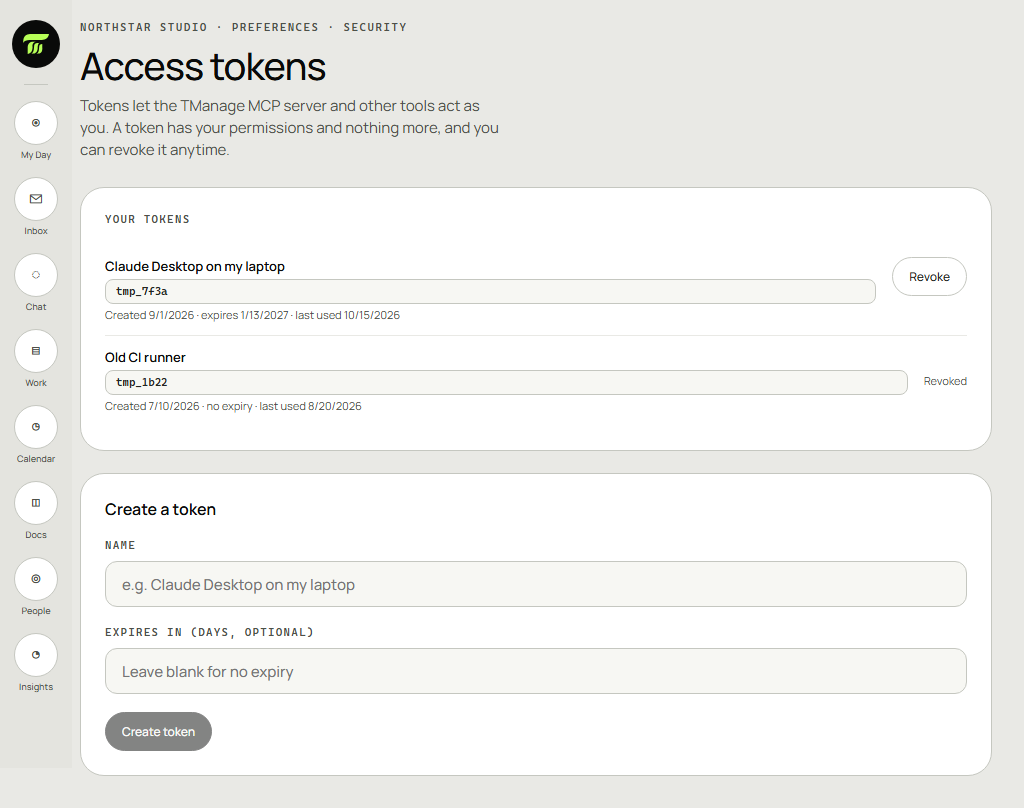 NORTHSTAR STUDIO · PREFERENCES · SECURITY
Access tokens
Tokens let the TManage MCP server and other tools act as
you. A token has your permissions and nothing more, and you
can revoke it anytime.
My Day
Inbox
Chat
Work
Calendar
Docs
People
Insights
YOUR TOKENS
Claude Desktop on my laptop
tmp_7f3a
Created 9/1/2026 · expires 1/13/2027 · last used 10/15/2026
Revoke
Old CI runner
tmp_1b22
Created 7/10/2026 · no expiry · last used 8/20/2026
Revoked
Create a token
NAME
e.g. Claude Desktop on my laptop
EXPIRES IN (DAYS, OPTIONAL)
Leave blank for no expiry
Create token